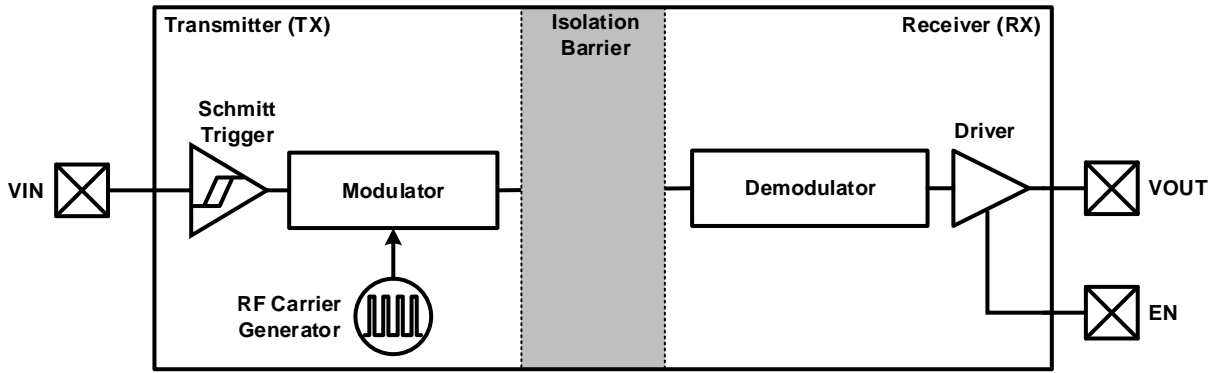 Transmitter (TX)
Isolation
Barrier
Receiver (RX)
Schmitt
Trigger
Driver
VIN
Modulator
Demodulator
VOUT
RF Carrier
Generator
EN